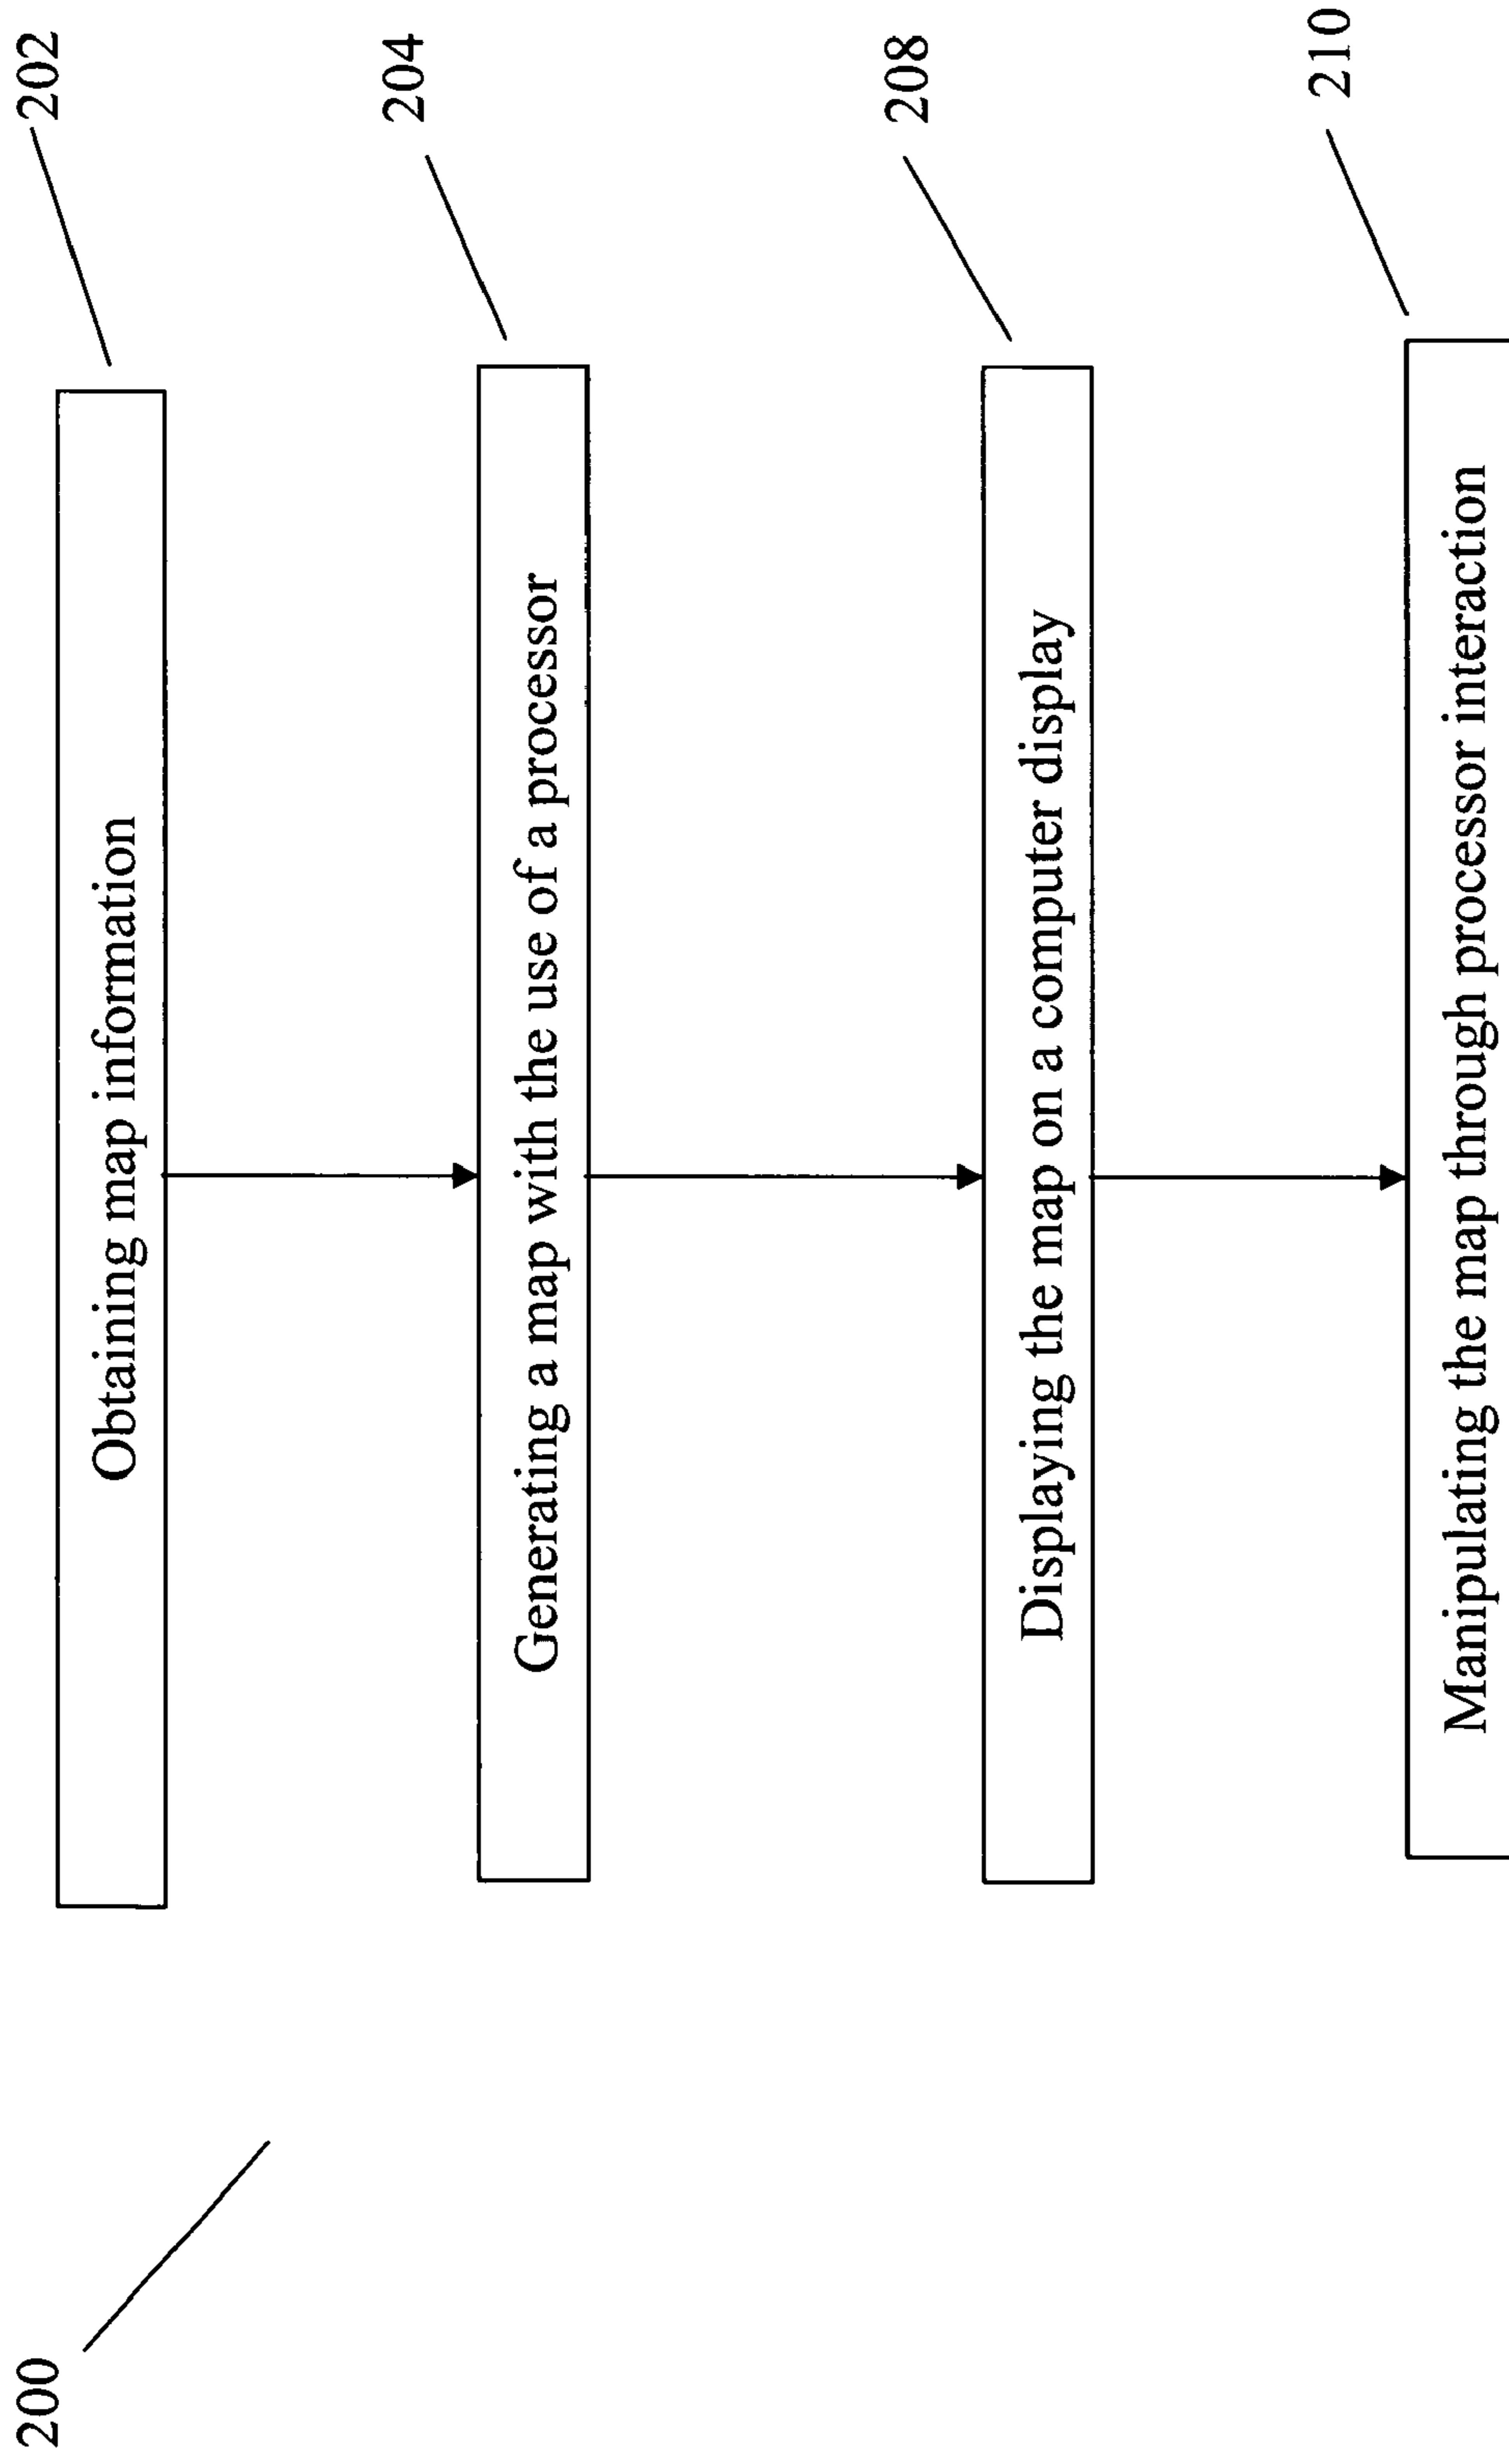 200
202
Obtaining map information
204
Generating a map with the use of a processor
208
Displaying the map on a computer display
210
Manipulating the map through processor interaction